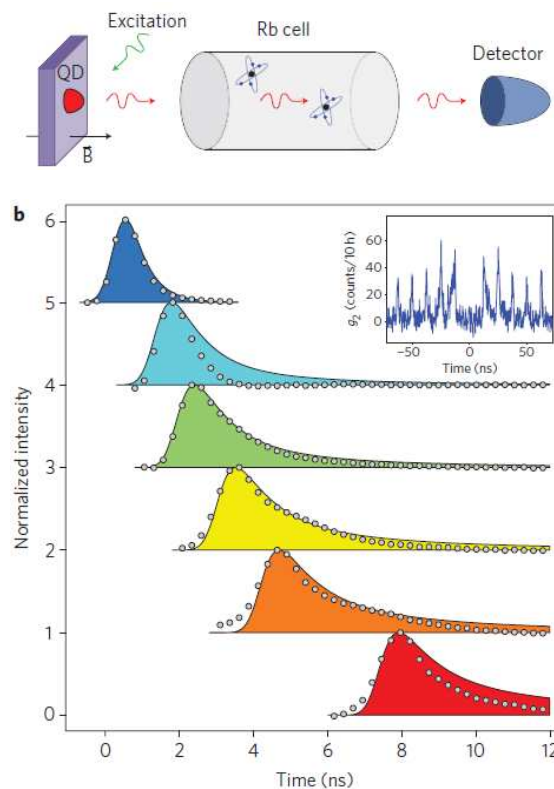 Excitation
Rb cell
QD
Detector
B
b
6
5
4
3
2
1
0
Normalized intensity
0
2
4
6
8
10
12
Time (ns)
60
40
20
0
g2 (counts/10 h)
−50
0
50
Time (ns)